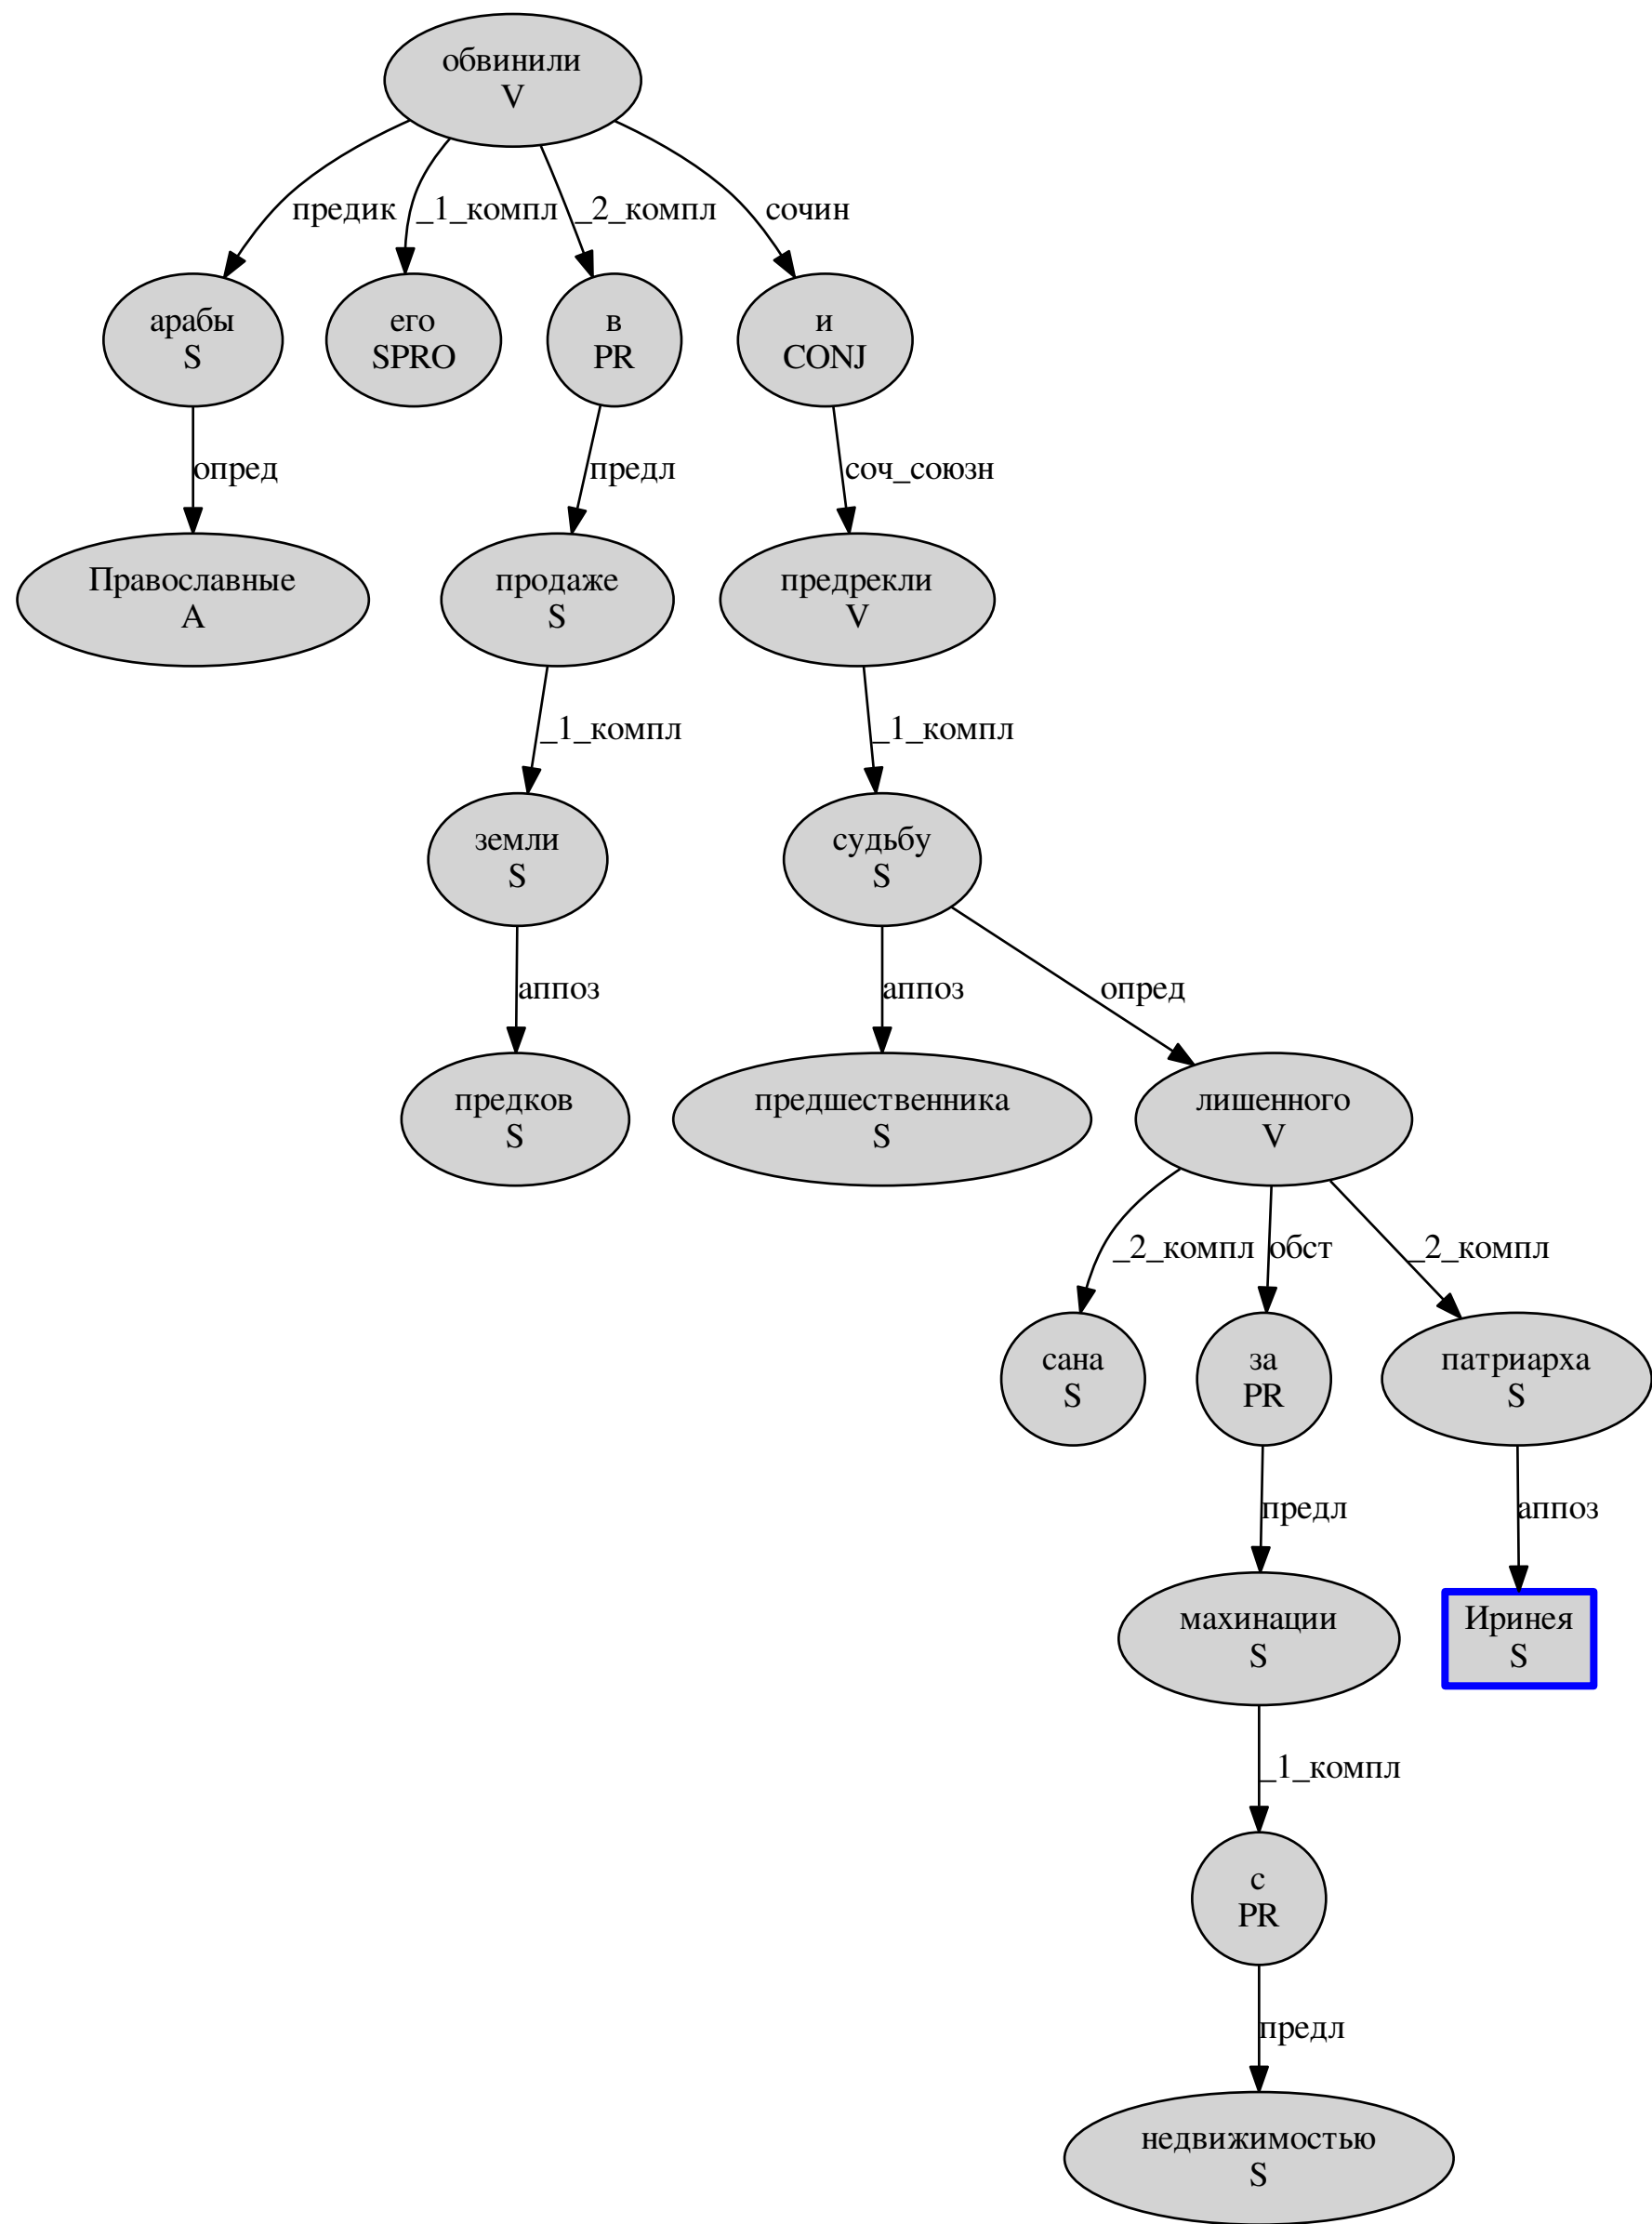 обвинили
V
предик
_1_компл
_2_компл
сочин
арабы
S
его
SPRO
в
PR
и
CONJ
опред
предл
соч_союзн
Православные
A
продаже
S
предрекли
V
_1_компл
_1_компл
земли
S
судьбу
S
аппоз
аппоз
опред
предков
S
предшественника
S
лишенного
V
_2_компл
обст
_2_компл
сана
S
за
PR
патриарха
S
предл
аппоз
махинации
S
Иринея
S
_1_компл
с
PR
предл
недвижимостью
S